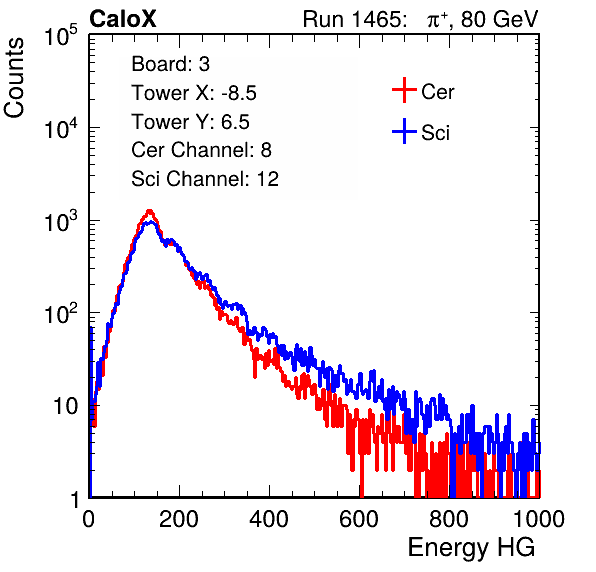 CaloX Run 1465: π⁺, 80 GeV
Counts
10⁵
10⁴
10³
10²
10
1
Board: 3
Tower X: -8.5
Tower Y: 6.5
Cer Channel: 8
Sci Channel: 12
Cer
Sci
0 200 400 600 800 1000
Energy HG